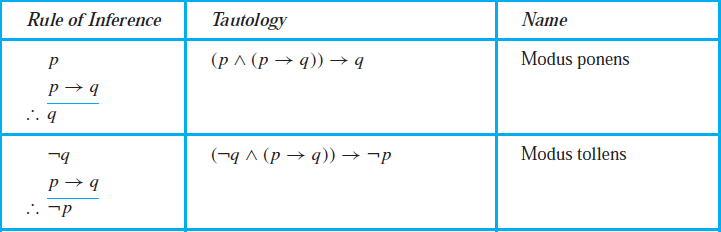 Rule of Inference Tautology Name
p (p ∧ (p → q)) → q Modus ponens
p → q
∴ q
¬q (¬q ∧ (p → q)) → ¬p Modus tollens
p → q
∴ ¬p